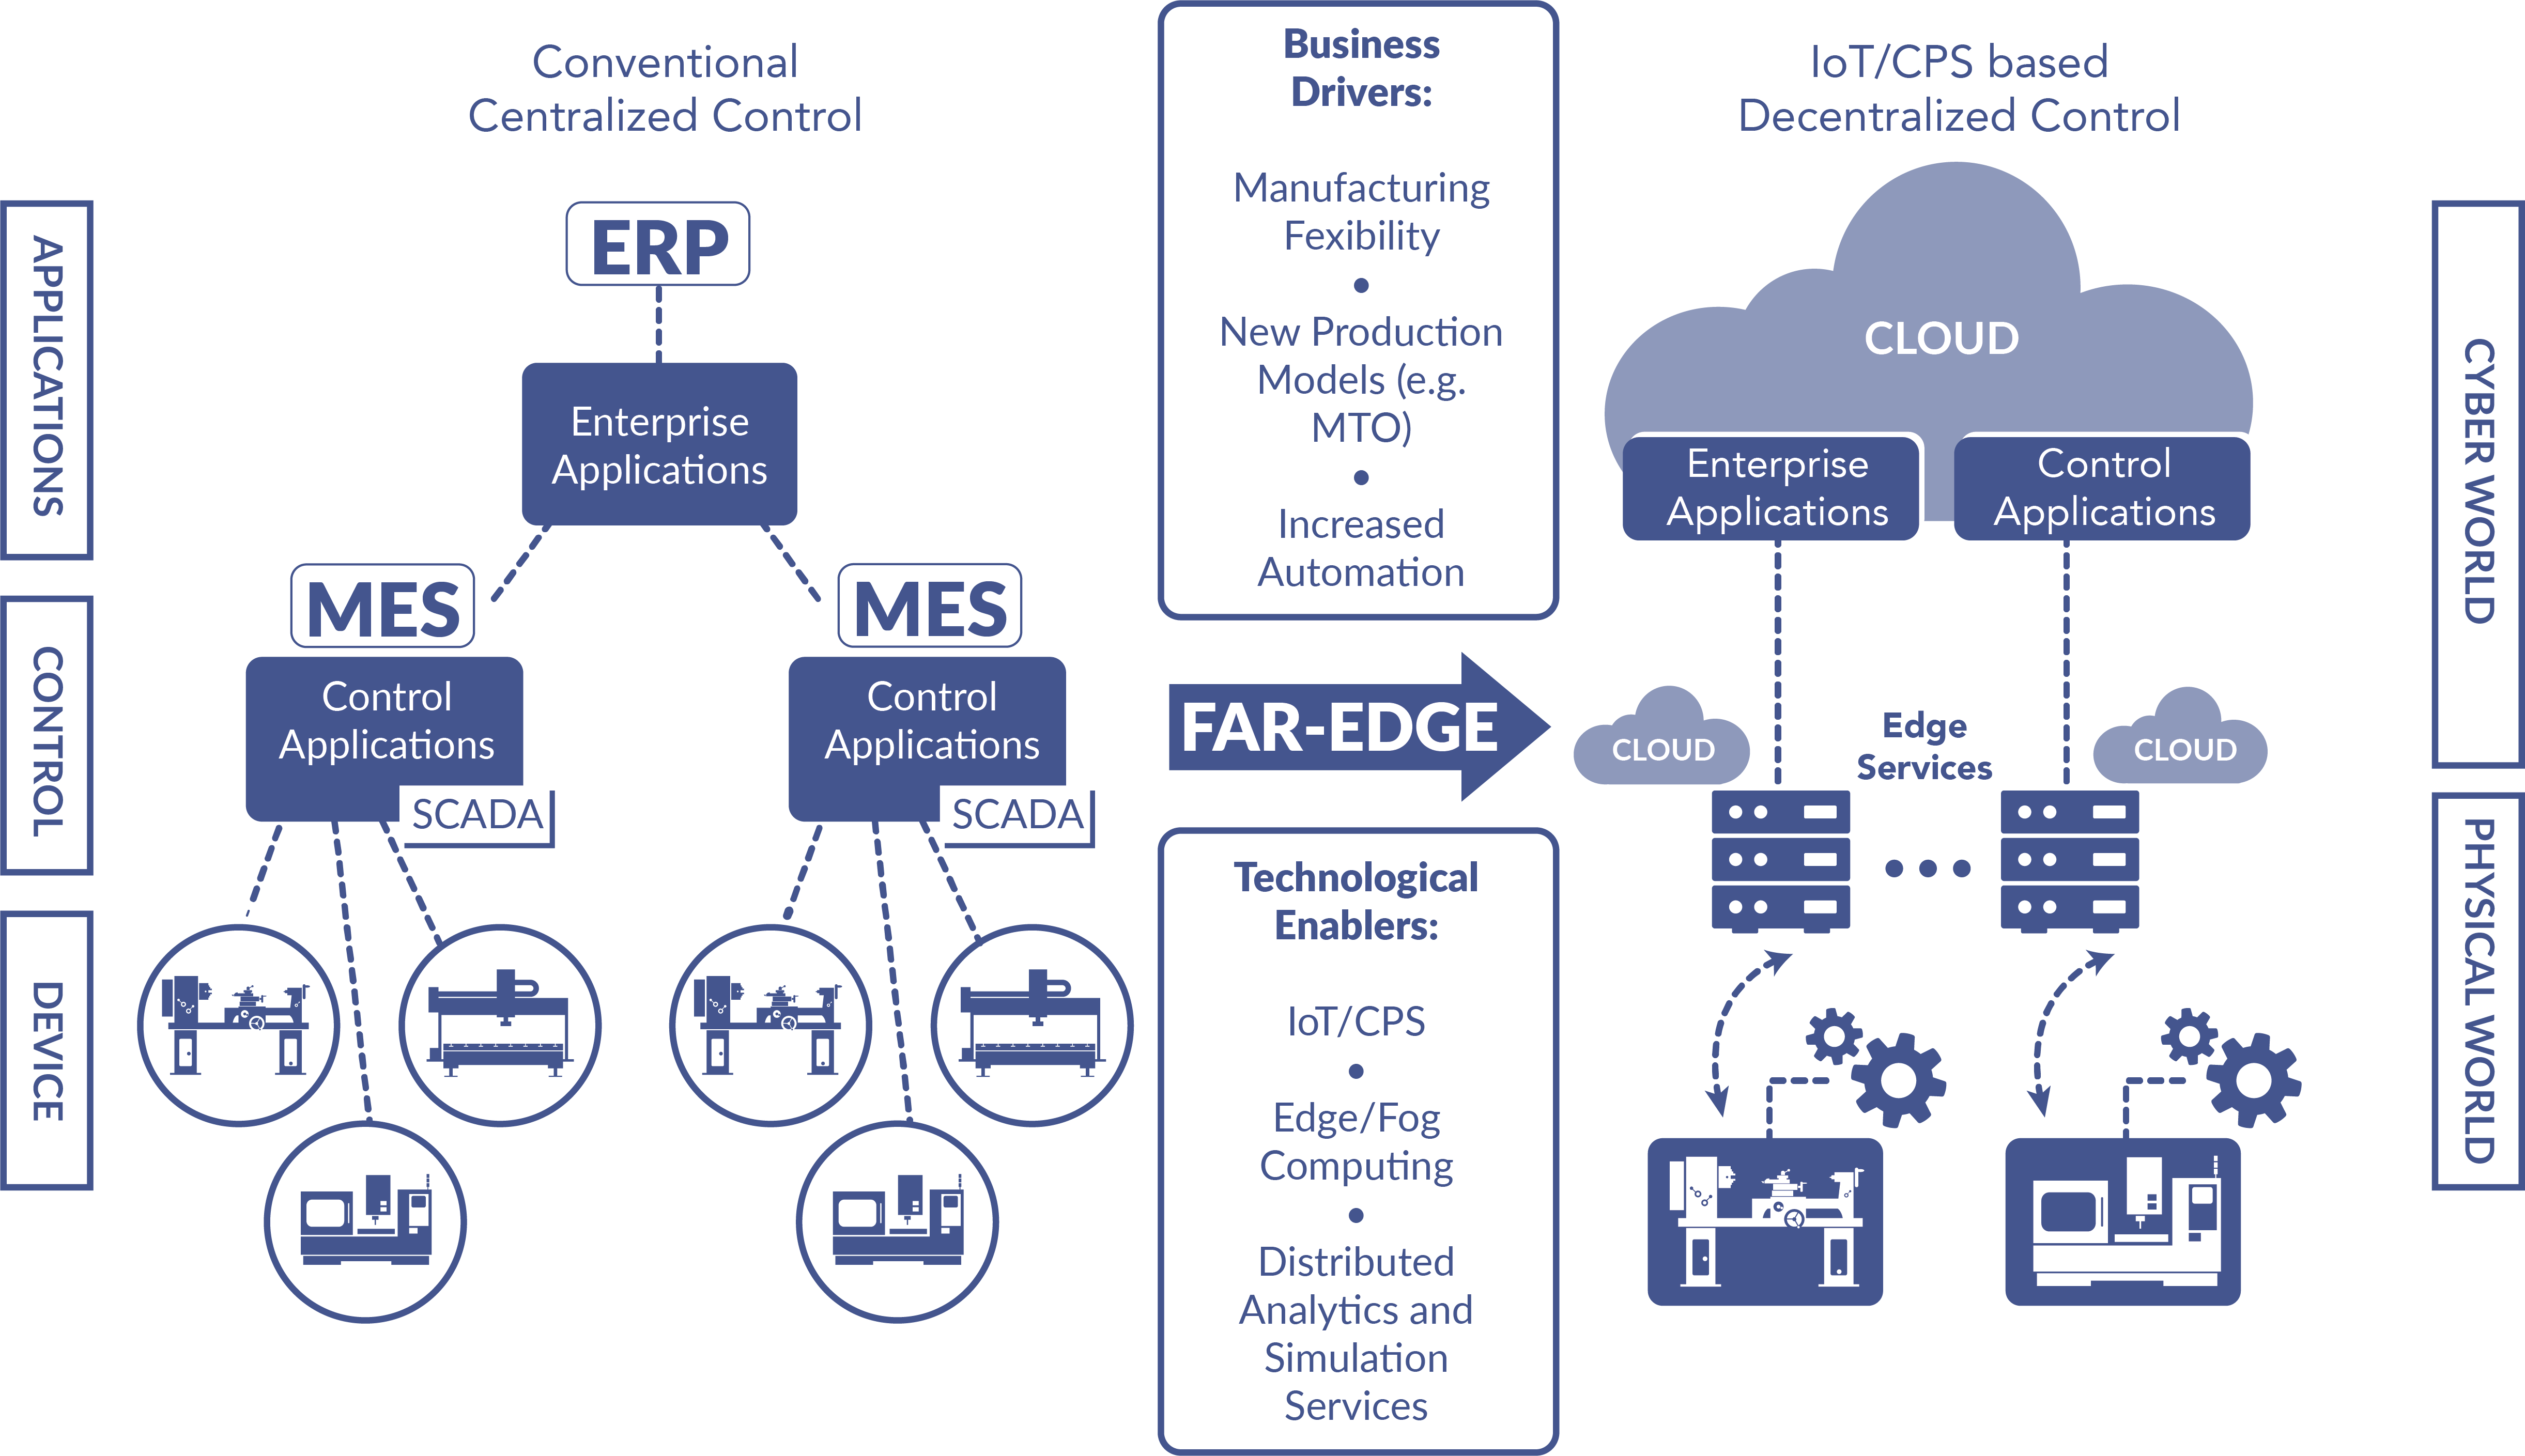 Conventional
Centralized Control
APPLICATIONS
CONTROL
DEVICE
ERP
Enterprise
Applications
MES
Control
Applications
SCADA
MES
Control
Applications
SCADA
Business
Drivers:
Manufacturing
Fexibility
•
New Production
Models (e.g.
MTO)
•
Increased
Automation
FAR-EDGE
Technological
Enablers:
IoT/CPS
•
Edge/Fog
Computing
•
Distributed
Analytics and
Simulation
Services
IoT/CPS based
Decentralized Control
CLOUD
Enterprise
Applications
Control
Applications
CLOUD
Edge
Services
CLOUD
CYBER WORLD
PHYSICAL WORLD